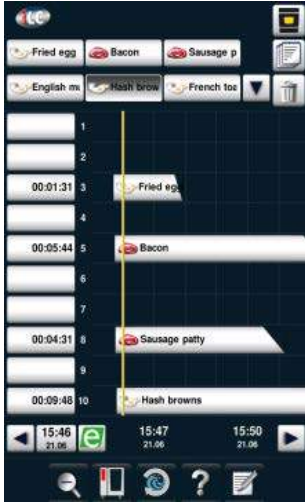 iLC
Fried egg Bacon Sausage p
English mu Hash brow French toa
1
2
00:01:31 3 Fried egg
4
00:05:44 5 Bacon
6
7
00:04:31 8 Sausage patty
9
00:09:48 10 Hash browns
15:46 15:47 15:50
21.06 21.06 21.06
?